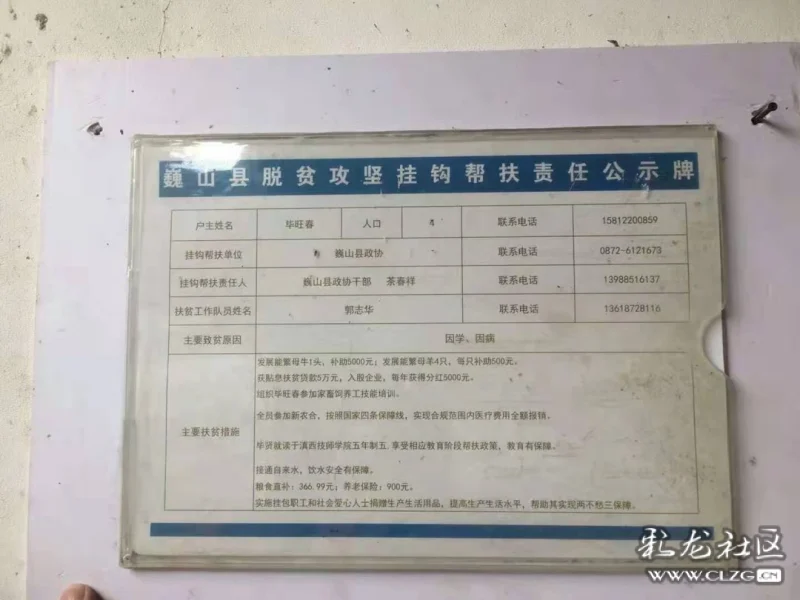 巍山县脱贫攻坚挂钩帮扶责任公示牌
户主姓名 毕旺春 人口 4 联系电话 15812200859
挂钩帮扶单位 巍山县政协 联系电话 0872-6121673
挂钩帮扶责任人 巍山县政协干部 茶春祥 联系电话 13988516137
扶贫工作队员姓名 郭志华 联系电话 13618728116
主要致贫原因 因学、因病
主要扶贫措施
发展能繁母牛1头，补助5000元；发展能繁母羊4只，每只补助500元。
获贴息扶贫贷款5万元，入股企业，每年获得分红5000元。
组织毕旺春参加家畜饲养工技能培训。
全员参加新农合，按照国家四条保障线，实现合规范围内医疗费用全额报销。
毕贤就读于滇西技师学院五年制五，享受相应教育阶段帮扶政策，教育有保障。
接通自来水，饮水安全有保障。
粮食直补：366.99元；养老保险：900元。
实施挂包职工和社会爱心人士捐赠生产生活用品，提高生产生活水平，帮助其实现两不愁三保障。
彩龙社区
WWW.CLZG.CN